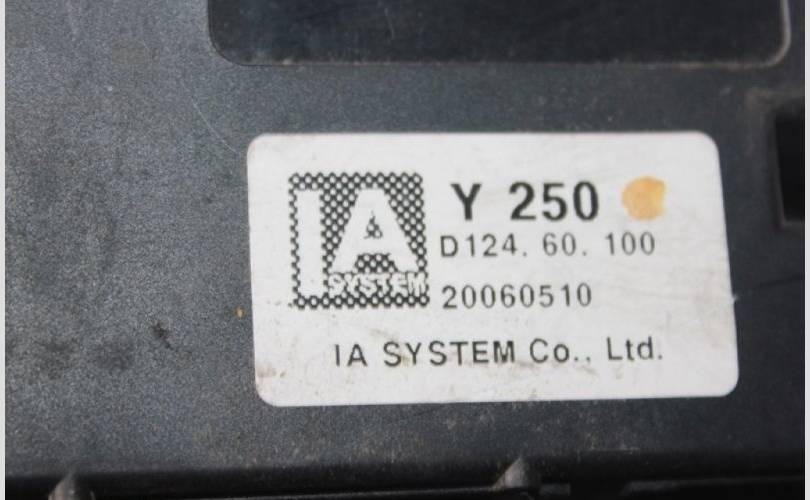 IA
SYSTEM
Y 250
D124. 60. 100
20060510
IA SYSTEM Co., Ltd.